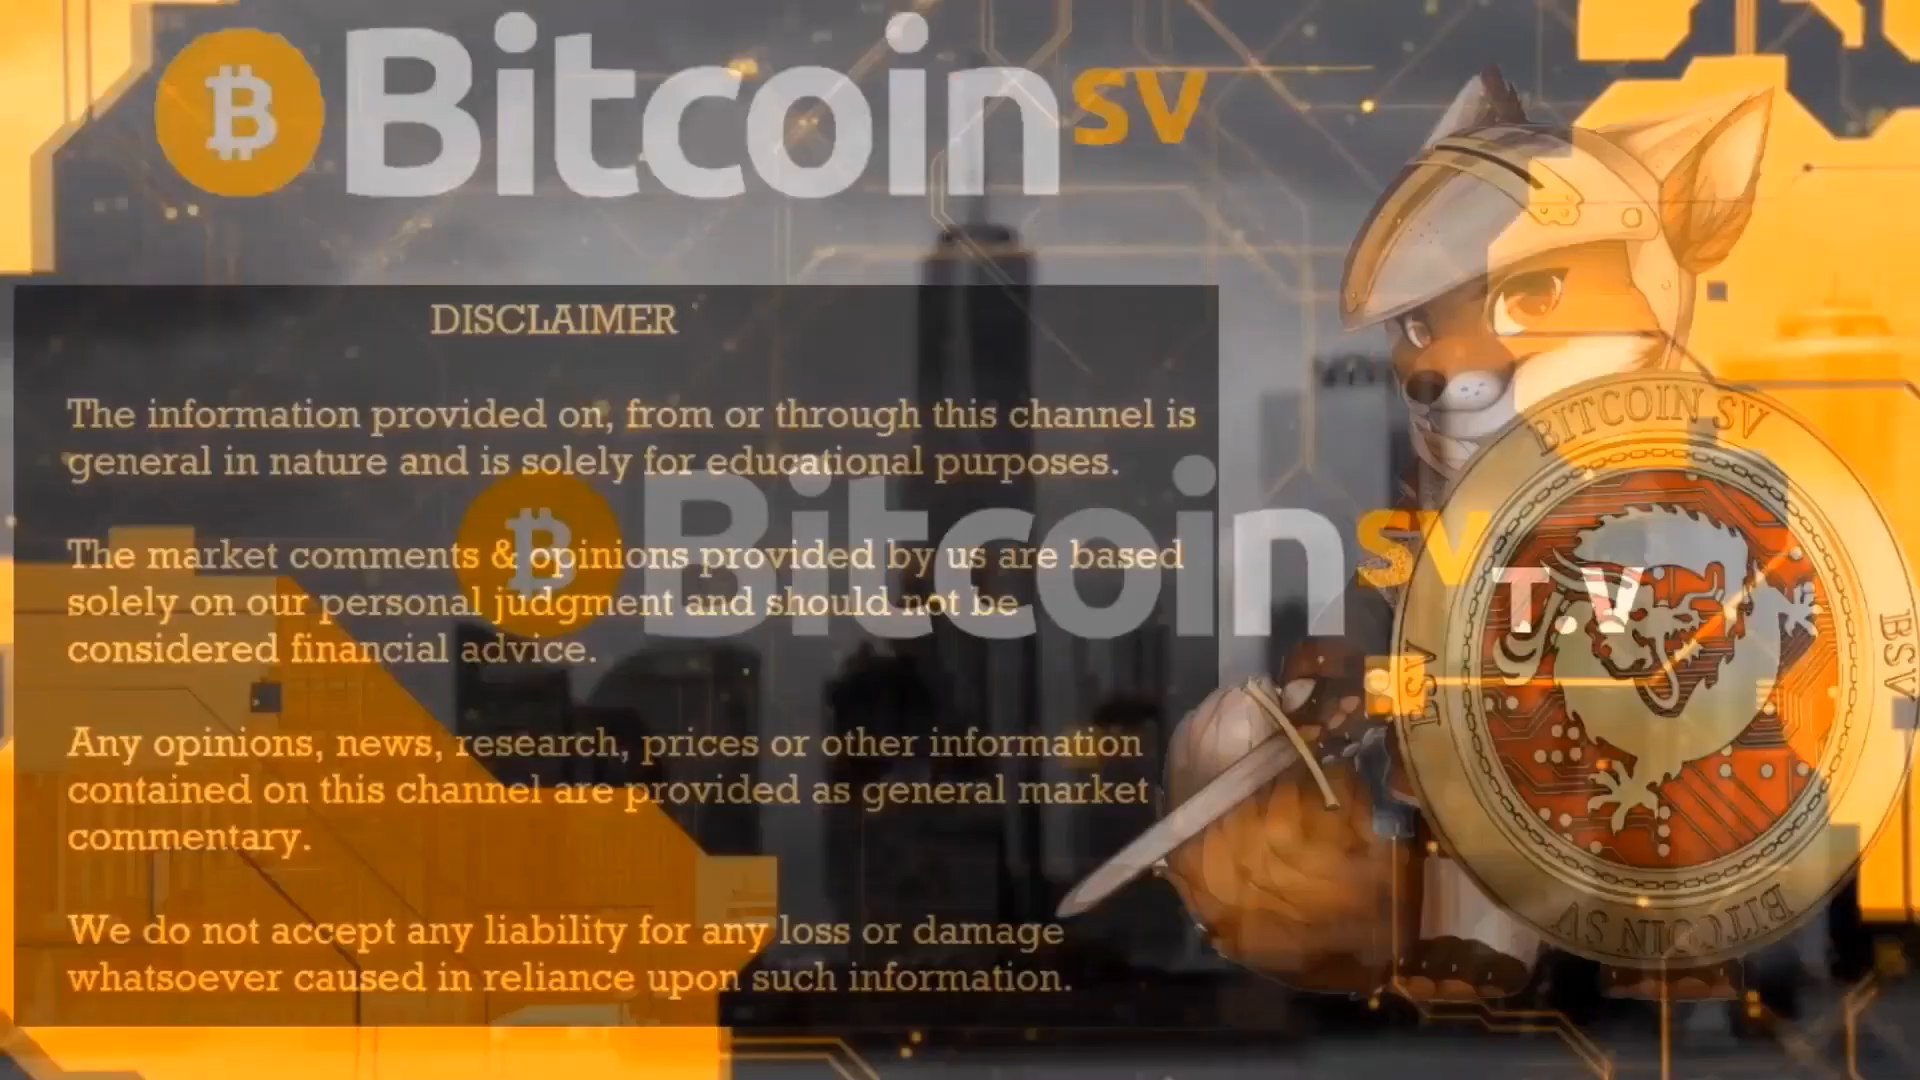 Bitcoin SV
DISCLAIMER
The information provided on, from or through this channel is
general in nature and is solely for educational purposes.
Bitcoin SV
T.V
The market comments & opinions provided by us are based
solely on our personal judgment and should not be
considered financial advice.
Any opinions, news, research, prices or other information
contained on this channel are provided as general market
commentary.
We do not accept any liability for any loss or damage
whatsoever caused in reliance upon such information.
BITCOIN SV
BSV
BITCOIN SV
BSV